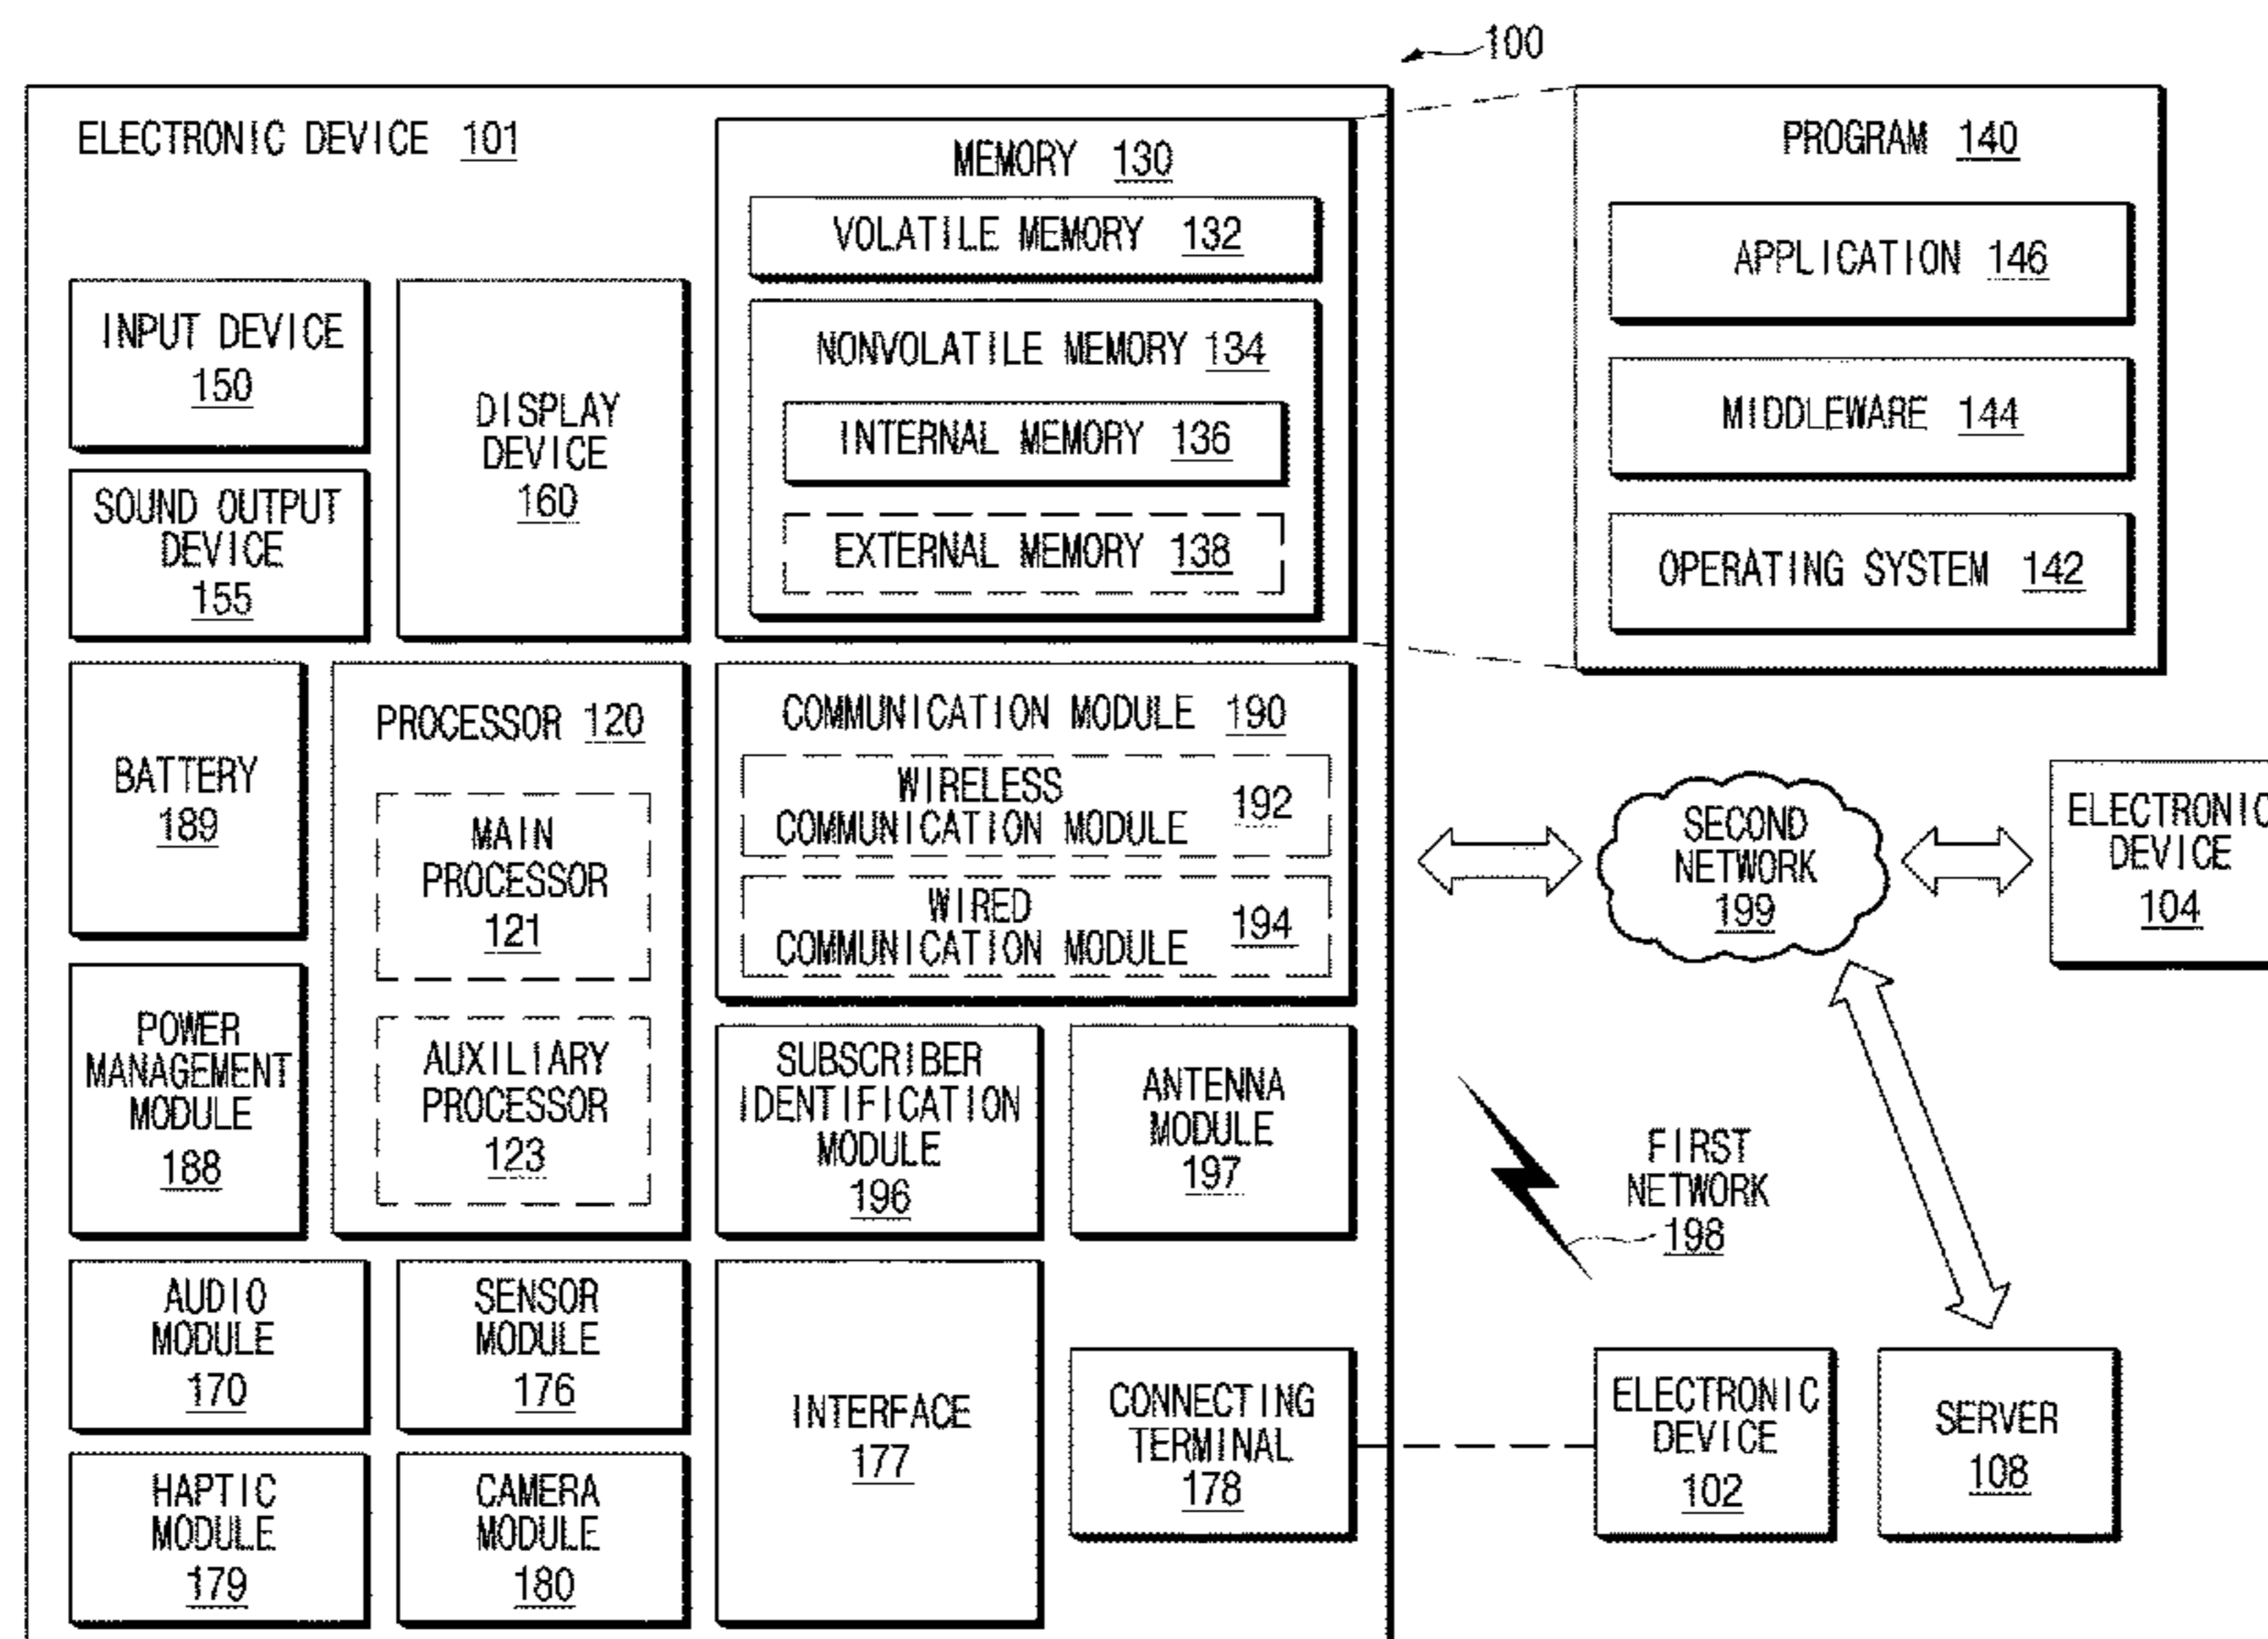 100
ELECTRONIC DEVICE 101
MEMORY 130
VOLATILE MEMORY 132
NONVOLATILE MEMORY 134
INTERNAL MEMORY 136
EXTERNAL MEMORY 138
INPUT DEVICE
150
DISPLAY
DEVICE
160
SOUND OUTPUT
DEVICE
155
PROGRAM 140
APPLICATION 146
MIDDLEWARE 144
OPERATING SYSTEM 142
BATTERY
189
PROCESSOR 120
MAIN
PROCESSOR
121
AUXILIARY
PROCESSOR
123
POWER
MANAGEMENT
MODULE
188
COMMUNICATION MODULE 190
WIRELESS
COMMUNICATION MODULE 192
WIRED
COMMUNICATION MODULE 194
SUBSCRIBER
IDENTIFICATION
MODULE
196
ANTENNA
MODULE
197
SECOND
NETWORK
199
ELECTRONIC
DEVICE
104
FIRST
NETWORK
198
AUDIO
MODULE
170
SENSOR
MODULE
176
INTERFACE
177
CONNECTING
TERMINAL
178
ELECTRONIC
DEVICE
102
SERVER
108
HAPTIC
MODULE
179
CAMERA
MODULE
180